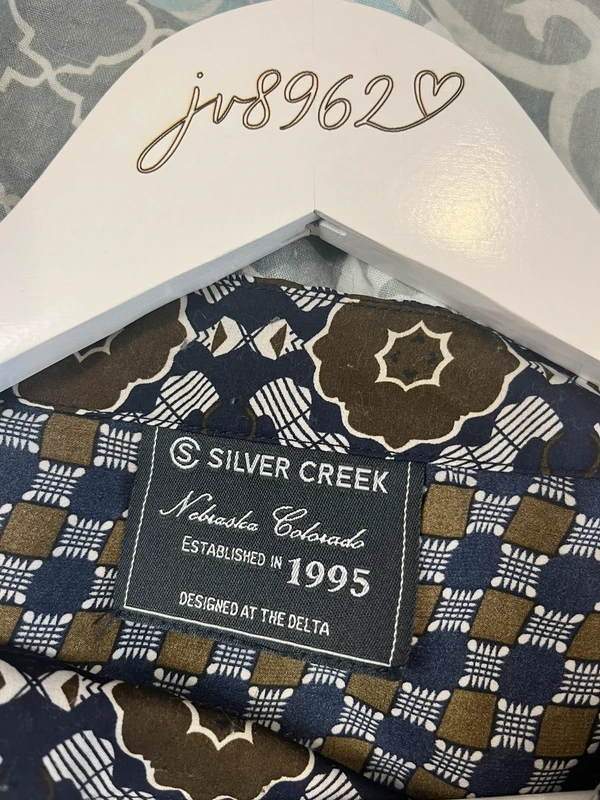 jv8962
SILVER CREEK
Nebraska Colorado
ESTABLISHED IN 1995
DESIGNED AT THE DELTA